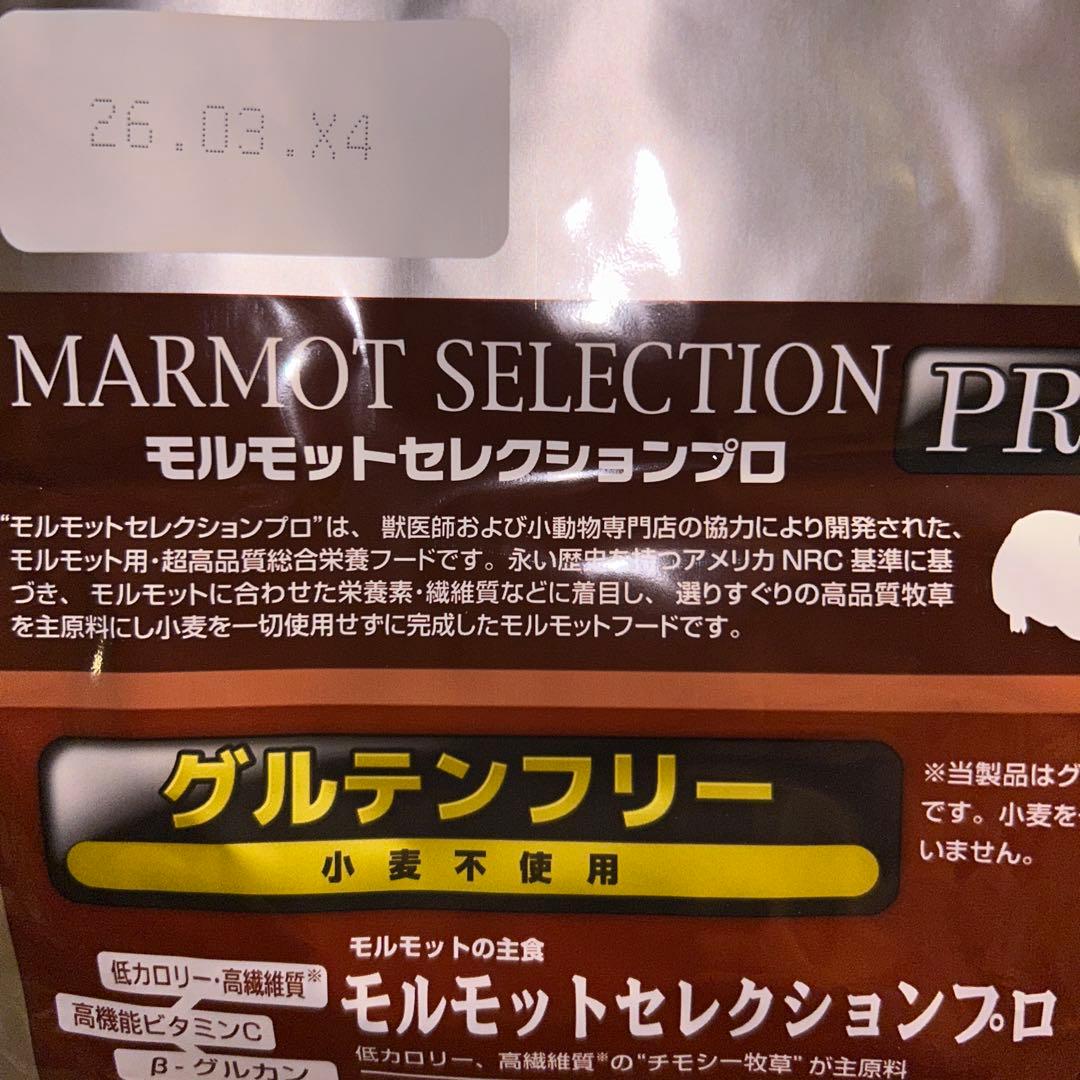 26.03.X4
MARMOT SELECTION PR
モルモットセレクションプロ
“モルモットセレクションプロ”は、獣医師および小動物専門店の協力により開発された、
モルモット用・超高品質総合栄養フードです。永い歴史を持つアメリカNRC基準に基
づき、モルモットに合わせた栄養素・繊維質などに着目し、選りすぐりの高品質牧草
を主原料にし小麦を一切使用せずに完成したモルモットフードです。
グルテンフリー
小麦不使用
※当製品はグ
です。小麦を
いません。
モルモットの主食
モルモットセレクションプロ
低カロリー、高繊維質※の“チモシー牧草”が主原料
低カロリー・高繊維質※
高機能ビタミンC
β-グルカン